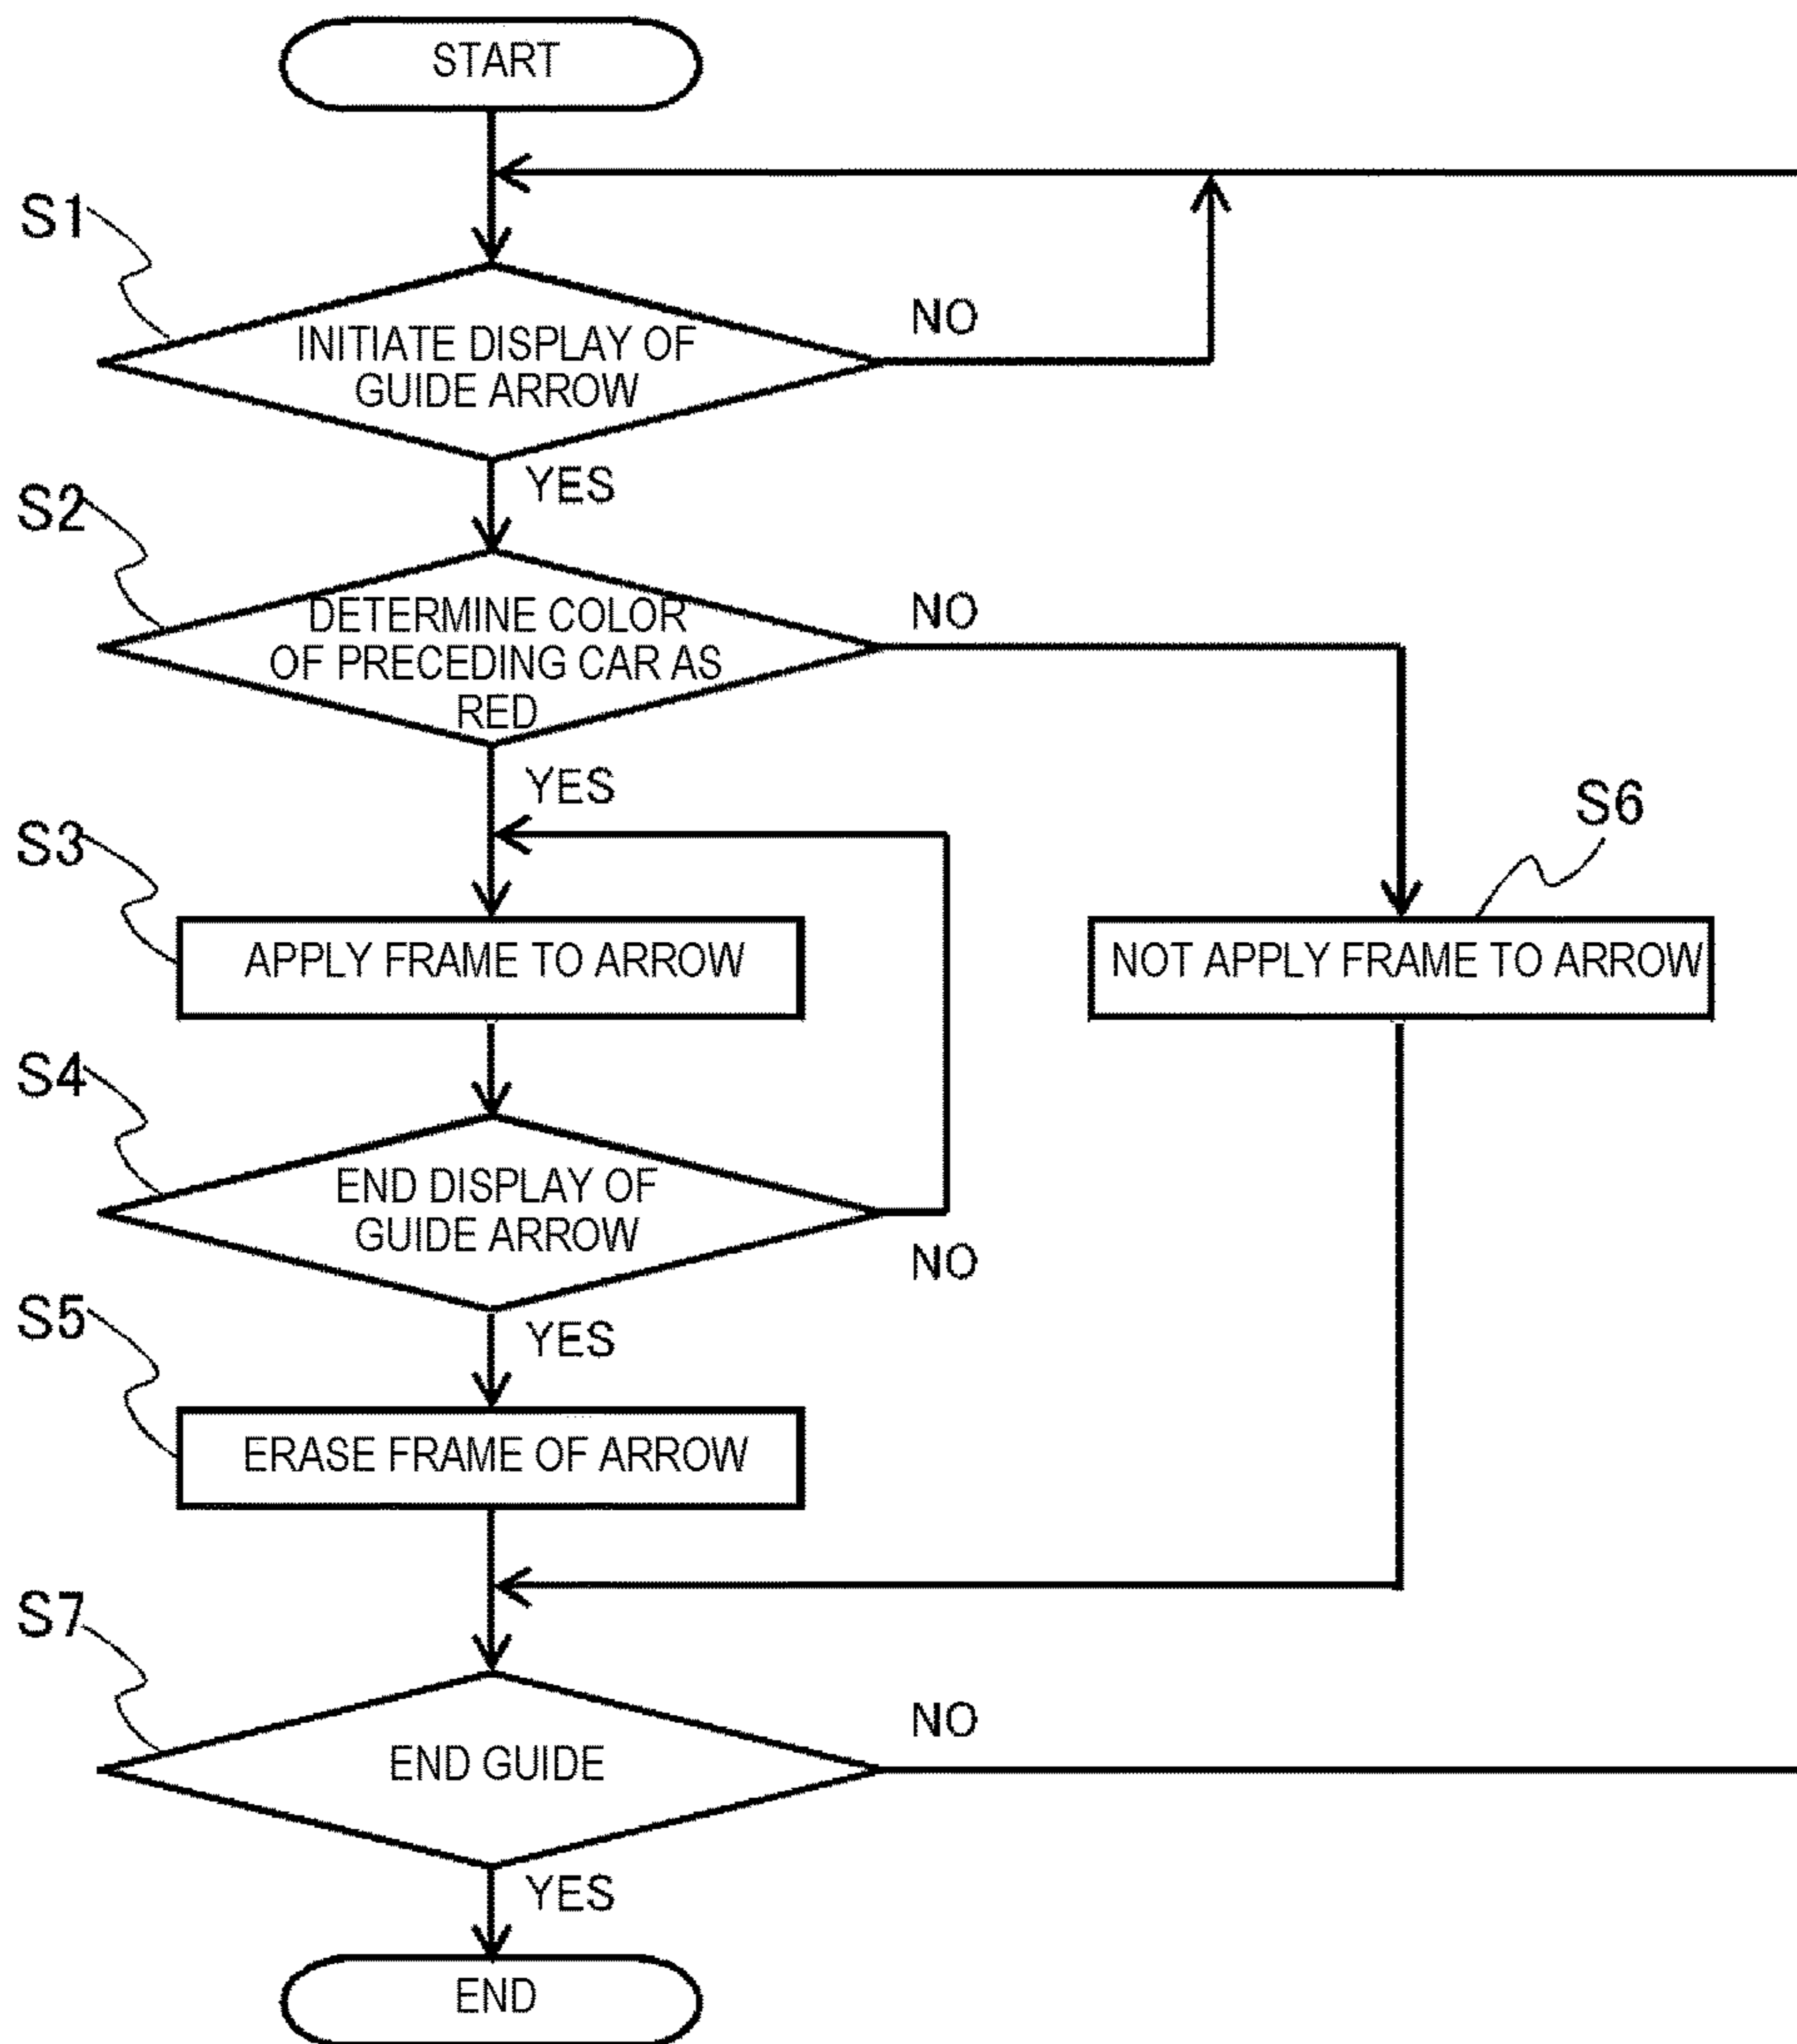 START
S1
INITIATE DISPLAY OF
GUIDE ARROW
NO
YES
S2
DETERMINE COLOR
OF PRECEDING CAR AS
RED
NO
YES
S3
APPLY FRAME TO ARROW
S6
NOT APPLY FRAME TO ARROW
S4
END DISPLAY OF
GUIDE ARROW
NO
YES
S5
ERASE FRAME OF ARROW
S7
END GUIDE
NO
YES
END